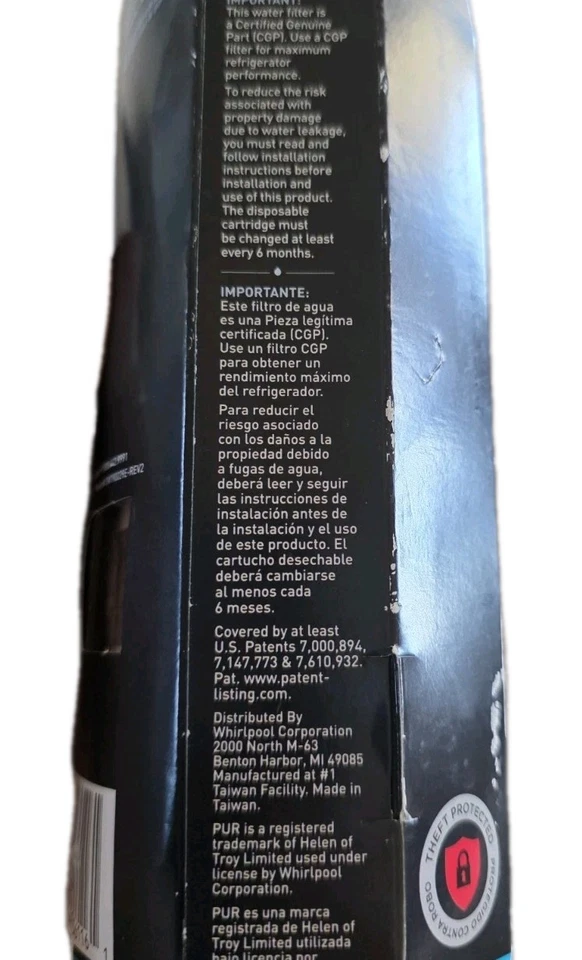 IMPORTANT:
This water filter is
a Certified Genuine
Part (CGP). Use a CGP
filter for maximum
refrigerator
performance.
To reduce the risk
associated with
property damage
due to water leakage,
you must read and
follow installation
instructions before
installation and
use of this product.
The disposable
cartridge must
be changed at least
every 6 months.
IMPORTANTE:
Este filtro de agua
es una Pieza legítima
certificada (CGP).
Use un filtro CGP
para obtener un
rendimiento máximo
del refrigerador.
Para reducir el
riesgo asociado
con los daños a la
propiedad debido
a fugas de agua,
deberá leer y seguir
las instrucciones de
instalación antes de
la instalación y el uso
de este producto. El
cartucho desechable
deberá cambiarse
al menos cada
6 meses.
Covered by at least
U.S. Patents 7,000,894,
7,147,773 & 7,610,932.
Pat. www.patent-
listing.com.
Distributed By
Whirlpool Corporation
2000 North M-63
Benton Harbor, MI 49085
Manufactured at #1
Taiwan Facility. Made in
Taiwan.
PUR is a registered
trademark of Helen of
Troy Limited used under
license by Whirlpool
Corporation.
PUR es una marca
registrada de Helen of
Troy Limited utilizada
bajo licencia por
THEFT PROTECTED
PROTEGIDO CONTRA ROBO